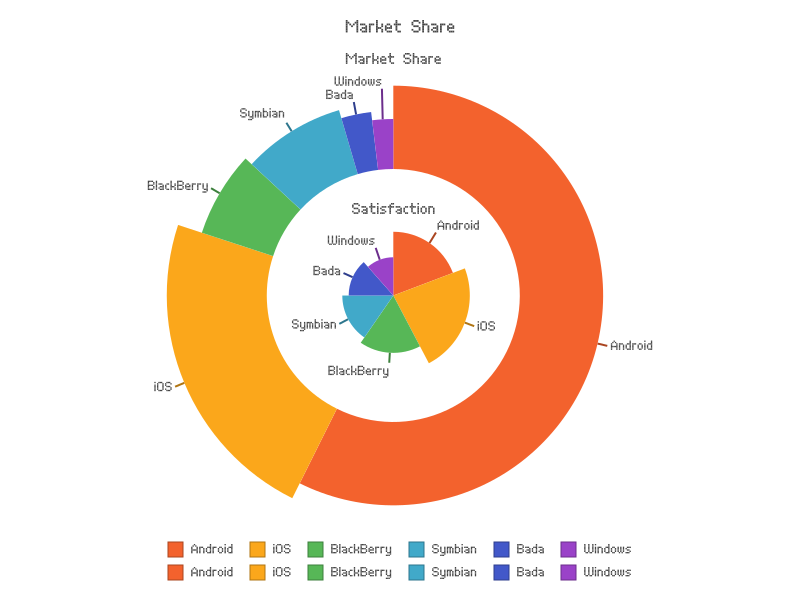 Market Share
Market Share
Windows
Bada
Symbian
BlackBerry
Satisfaction
Android
Windows
Bada
Symbian
iOS
Android
BlackBerry
iOS
Android iOS BlackBerry Symbian Bada Windows
Android iOS BlackBerry Symbian Bada Windows